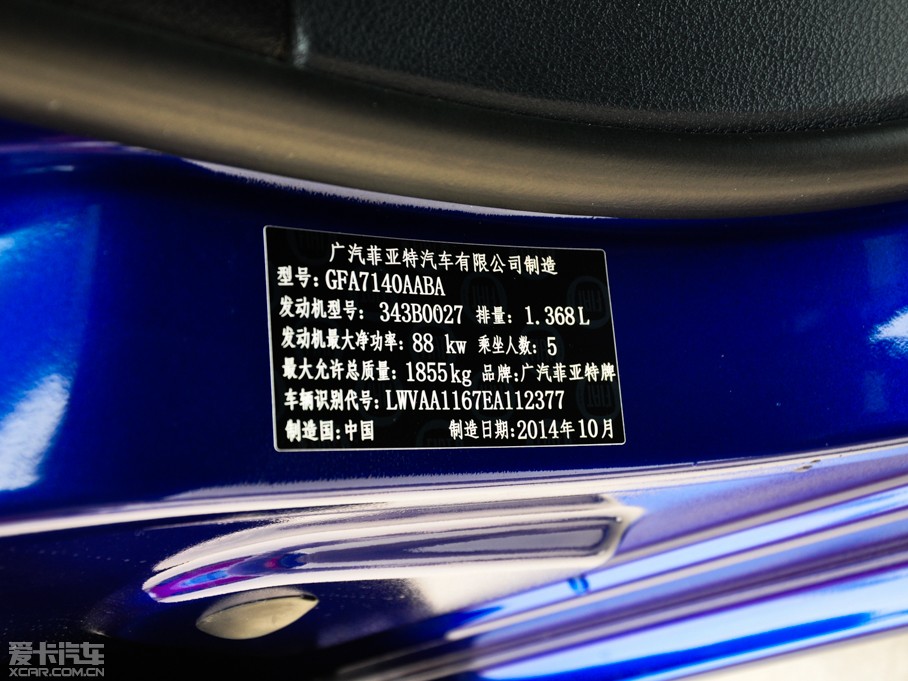 广汽菲亚特汽车有限公司制造
型号:GFA7140AABA
发动机型号: 343B0027 排量: 1.368L
发动机最大净功率: 88 kw 乘坐人数: 5
最大允许总质量: 1855kg 品牌:广汽菲亚特牌
车辆识别代号: LWVAA1167EA112377
制造国:中国 制造日期:2014年10月
爱卡汽车
XCAR.COM.CN